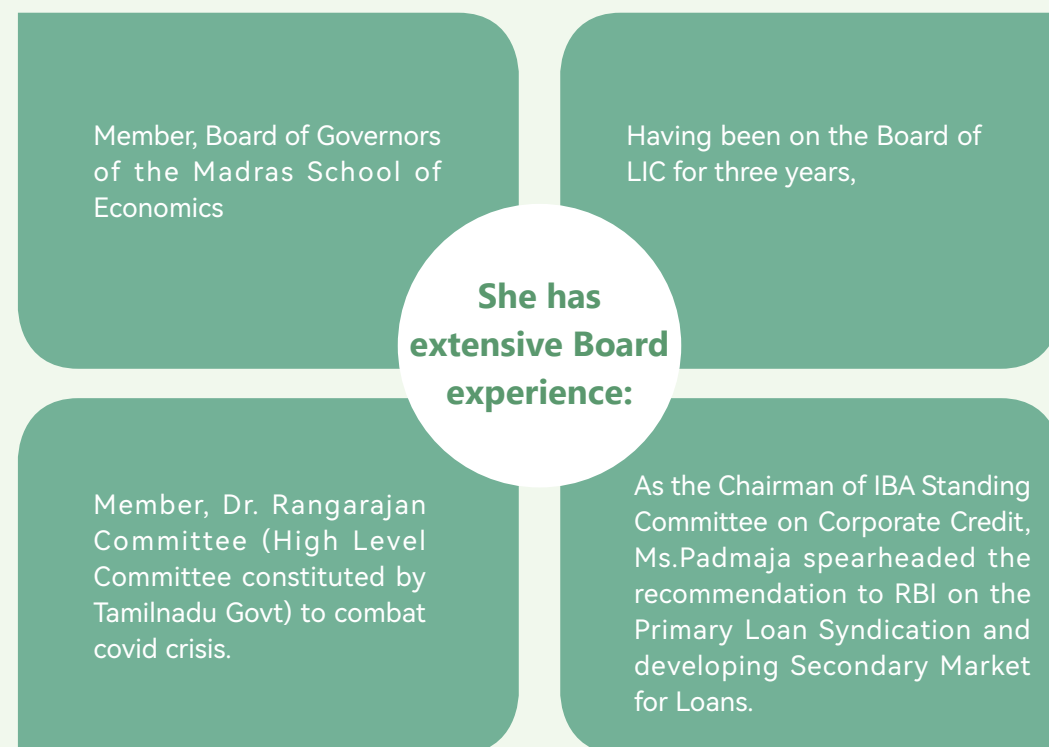 Member, Board of Governors
of the Madras School of
Economics
Having been on the Board of
LIC for three years,
She has
extensive Board
experience:
Member, Dr. Rangarajan
Committee (High Level
Committee constituted by
Tamilnadu Govt) to combat
covid crisis.
As the Chairman of IBA Standing
Committee on Corporate Credit,
Ms.Padmaja spearheaded the
recommendation to RBI on the
Primary Loan Syndication and
developing Secondary Market
for Loans.